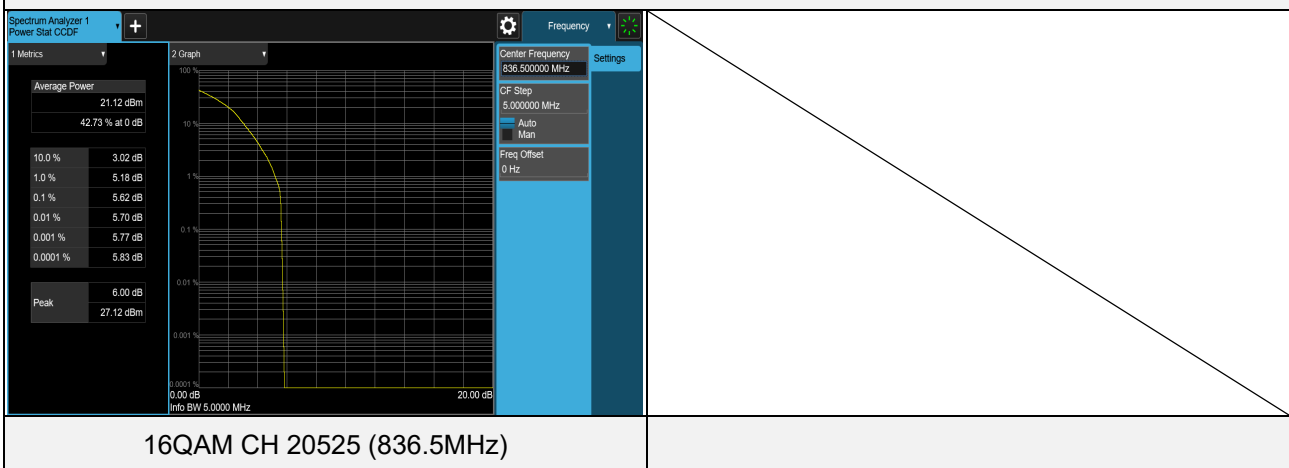 Spectrum Analyzer 1
Power Stat CCDF
+
Frequency
1 Metrics
2 Graph
Center Frequency
836.500000 MHz
Settings
CF Step
5.000000 MHz
Auto
Man
Freq Offset
0 Hz
Average Power
21.12 dBm
42.73 % at 0 dB
10.0 % 3.02 dB
1.0 % 5.18 dB
0.1 % 5.62 dB
0.01 % 5.70 dB
0.001 % 5.77 dB
0.0001 % 5.83 dB
Peak 6.00 dB
27.12 dBm
100 %
10 %
1 %
0.1 %
0.01 %
0.001 %
0.0001 %
0.00 dB 20.00 dB
Info BW 5.0000 MHz
16QAM CH 20525 (836.5MHz)